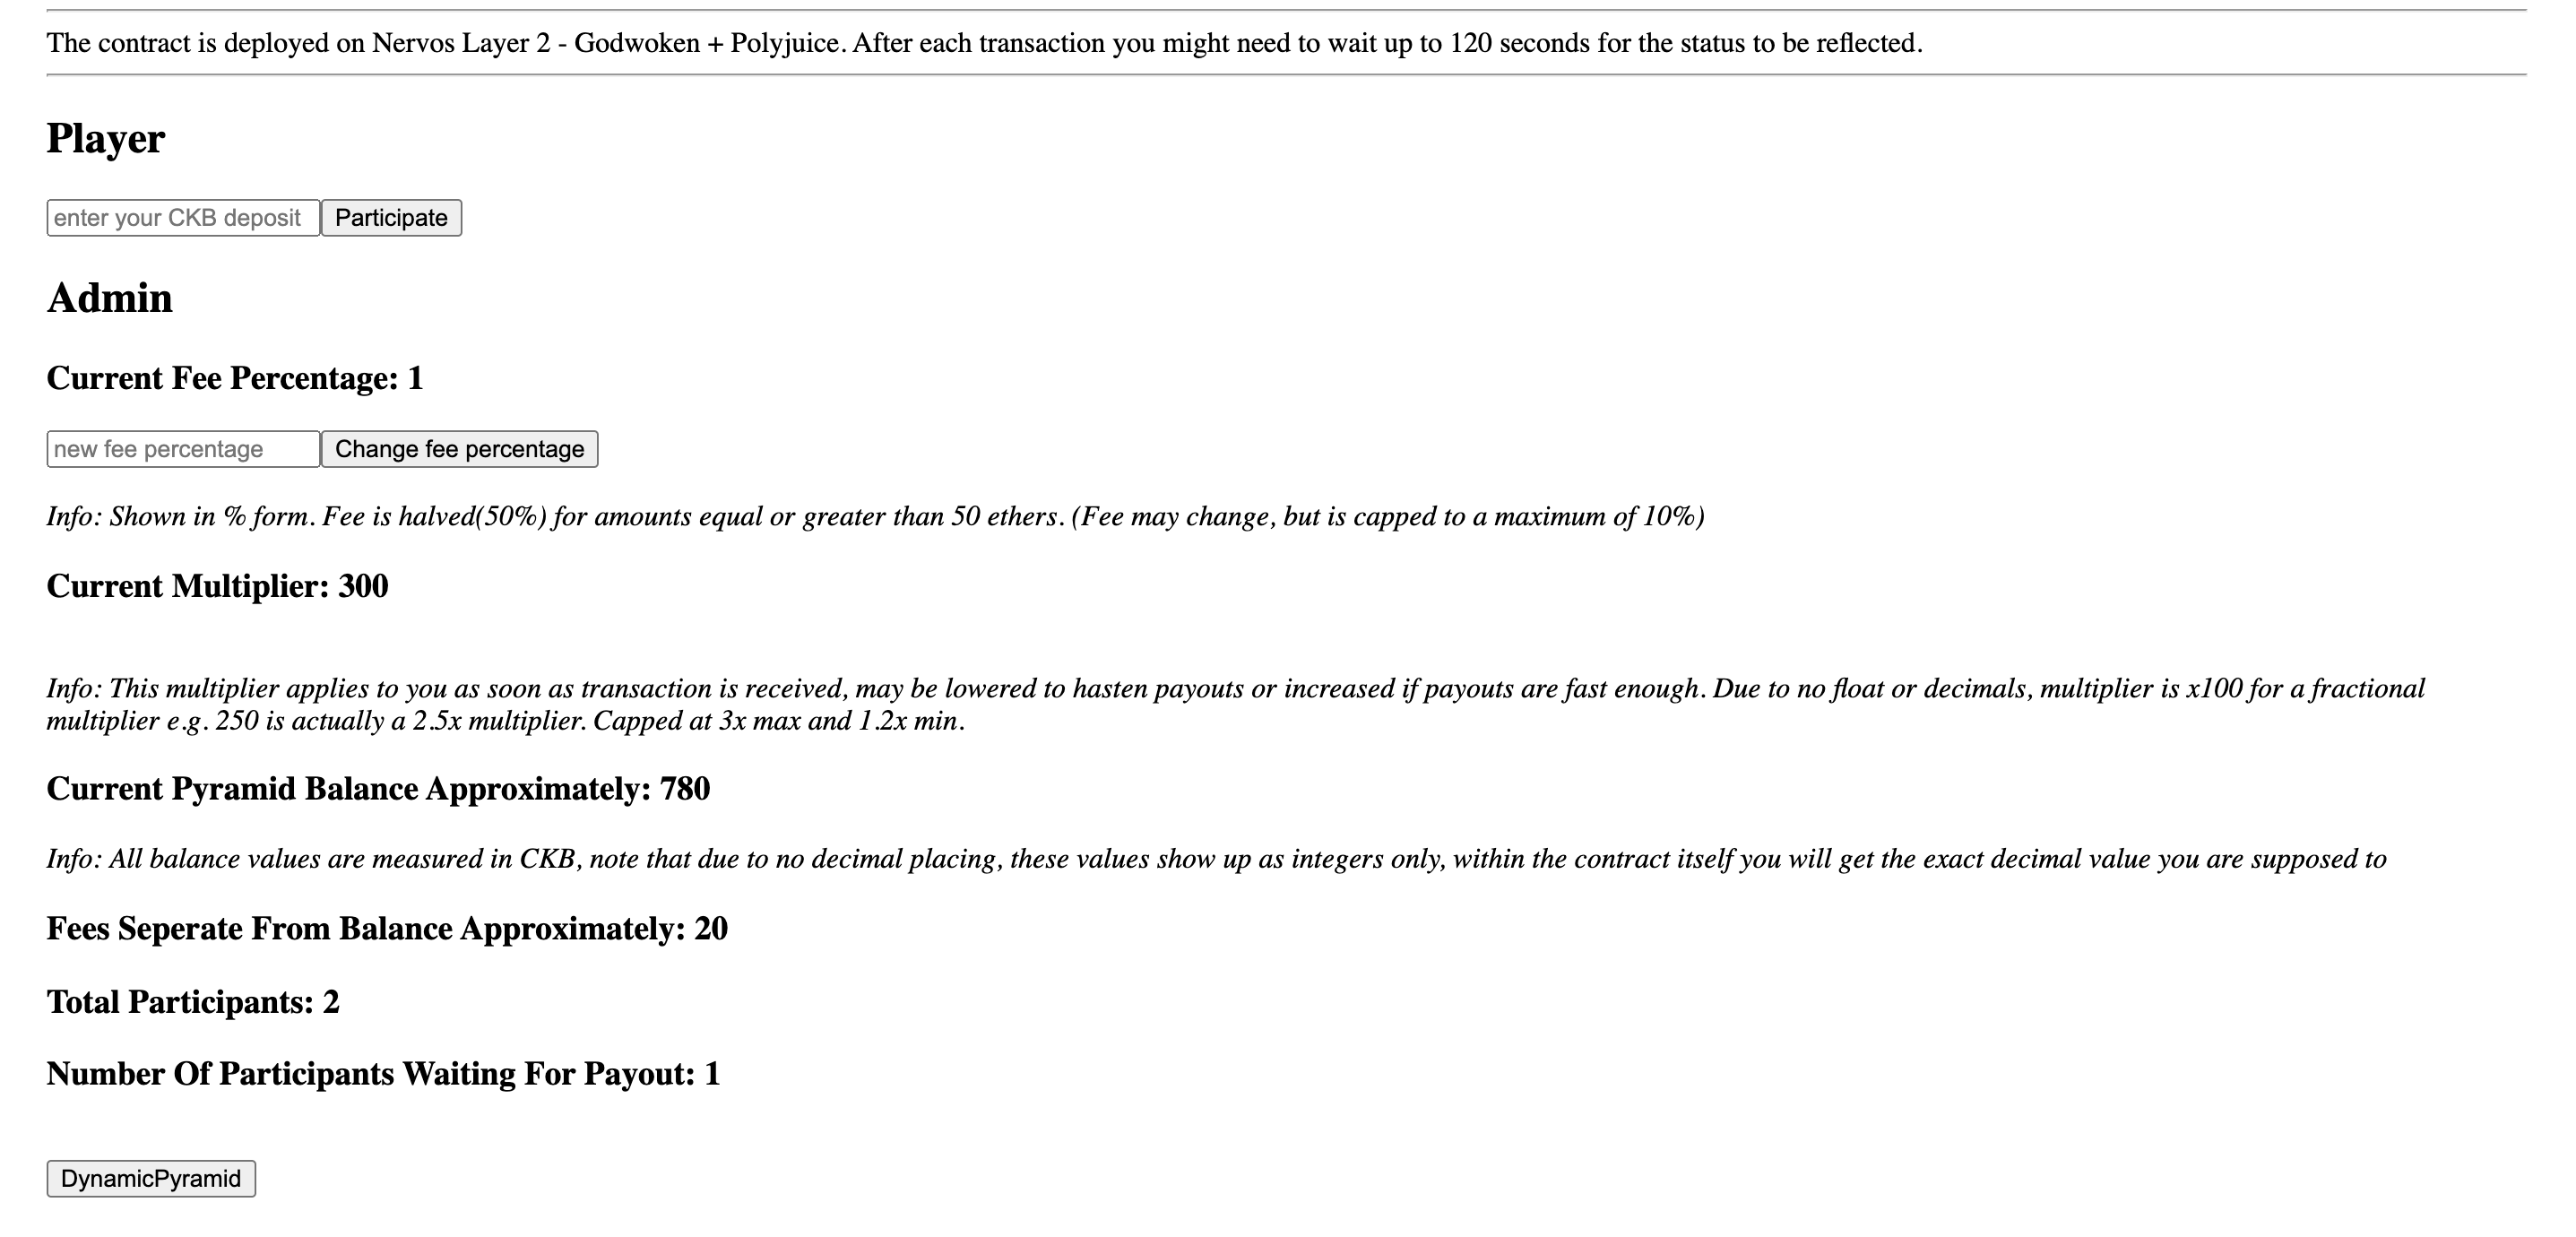 The contract is deployed on Nervos Layer 2 - Godwoken + Polyjuice. After each transaction you might need to wait up to 120 seconds for the status to be reflected.
Player
enter your CKB deposit Participate
Admin
Current Fee Percentage: 1
new fee percentage Change fee percentage
Info: Shown in % form. Fee is halved(50%) for amounts equal or greater than 50 ethers. (Fee may change, but is capped to a maximum of 10%)
Current Multiplier: 300
Info: This multiplier applies to you as soon as transaction is received, may be lowered to hasten payouts or increased if payouts are fast enough. Due to no float or decimals, multiplier is x100 for a fractional
multiplier e.g. 250 is actually a 2.5x multiplier. Capped at 3x max and 1.2x min.
Current Pyramid Balance Approximately: 780
Info: All balance values are measured in CKB, note that due to no decimal placing, these values show up as integers only, within the contract itself you will get the exact decimal value you are supposed to
Fees Seperate From Balance Approximately: 20
Total Participants: 2
Number Of Participants Waiting For Payout: 1
DynamicPyramid